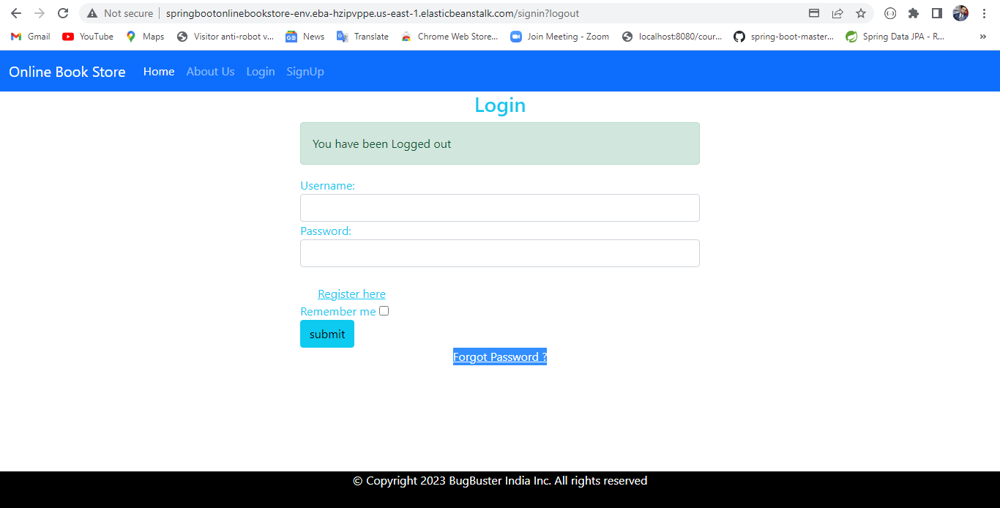 Not secure springbootonlinebookstore-env.eba-hzipvppe.us-east-1.elasticbeanstalk.com/signin?logout
Gmail YouTube Maps Visitor anti-robot v... News Translate Chrome Web Store... Join Meeting - Zoom localhost:8080/cour... spring-boot-master... Spring Data JPA - R... »
Online Book Store Home About Us Login SignUp
Login
You have been Logged out
Username:
Password:
Register here
Remember me
submit
Forgot Password ?
© Copyright 2023 BugBuster India Inc. All rights reserved